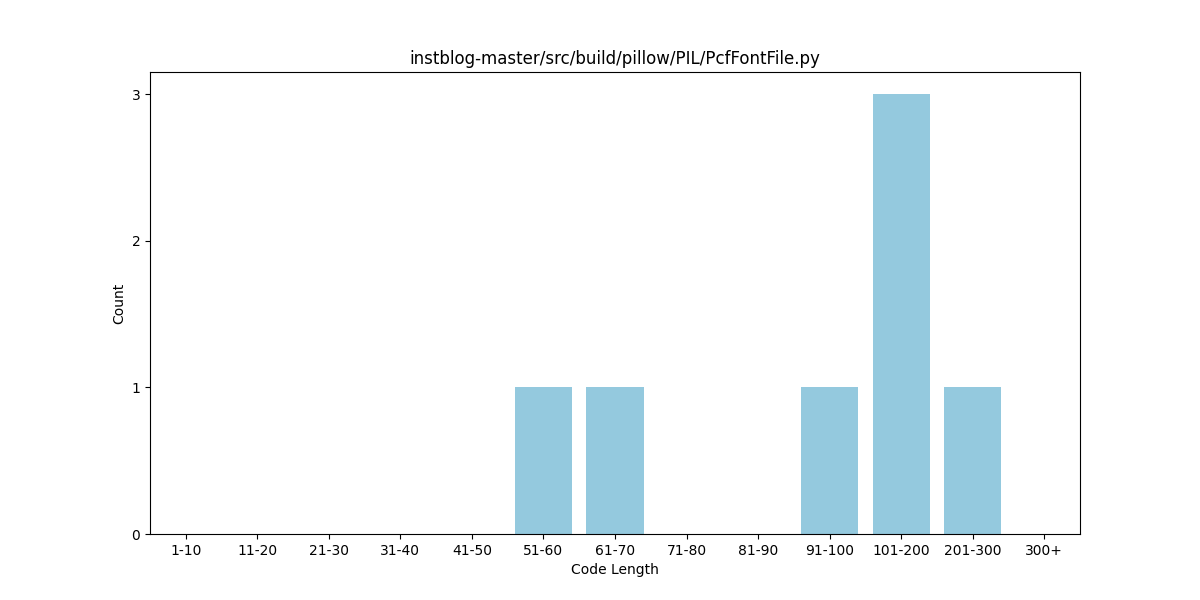 instblog-master/src/build/pillow/PIL/PcfFontFile.py
3
2
1
0
Count
1-10 11-20 21-30 31-40 41-50 51-60 61-70 71-80 81-90 91-100 101-200 201-300 300+
Code Length